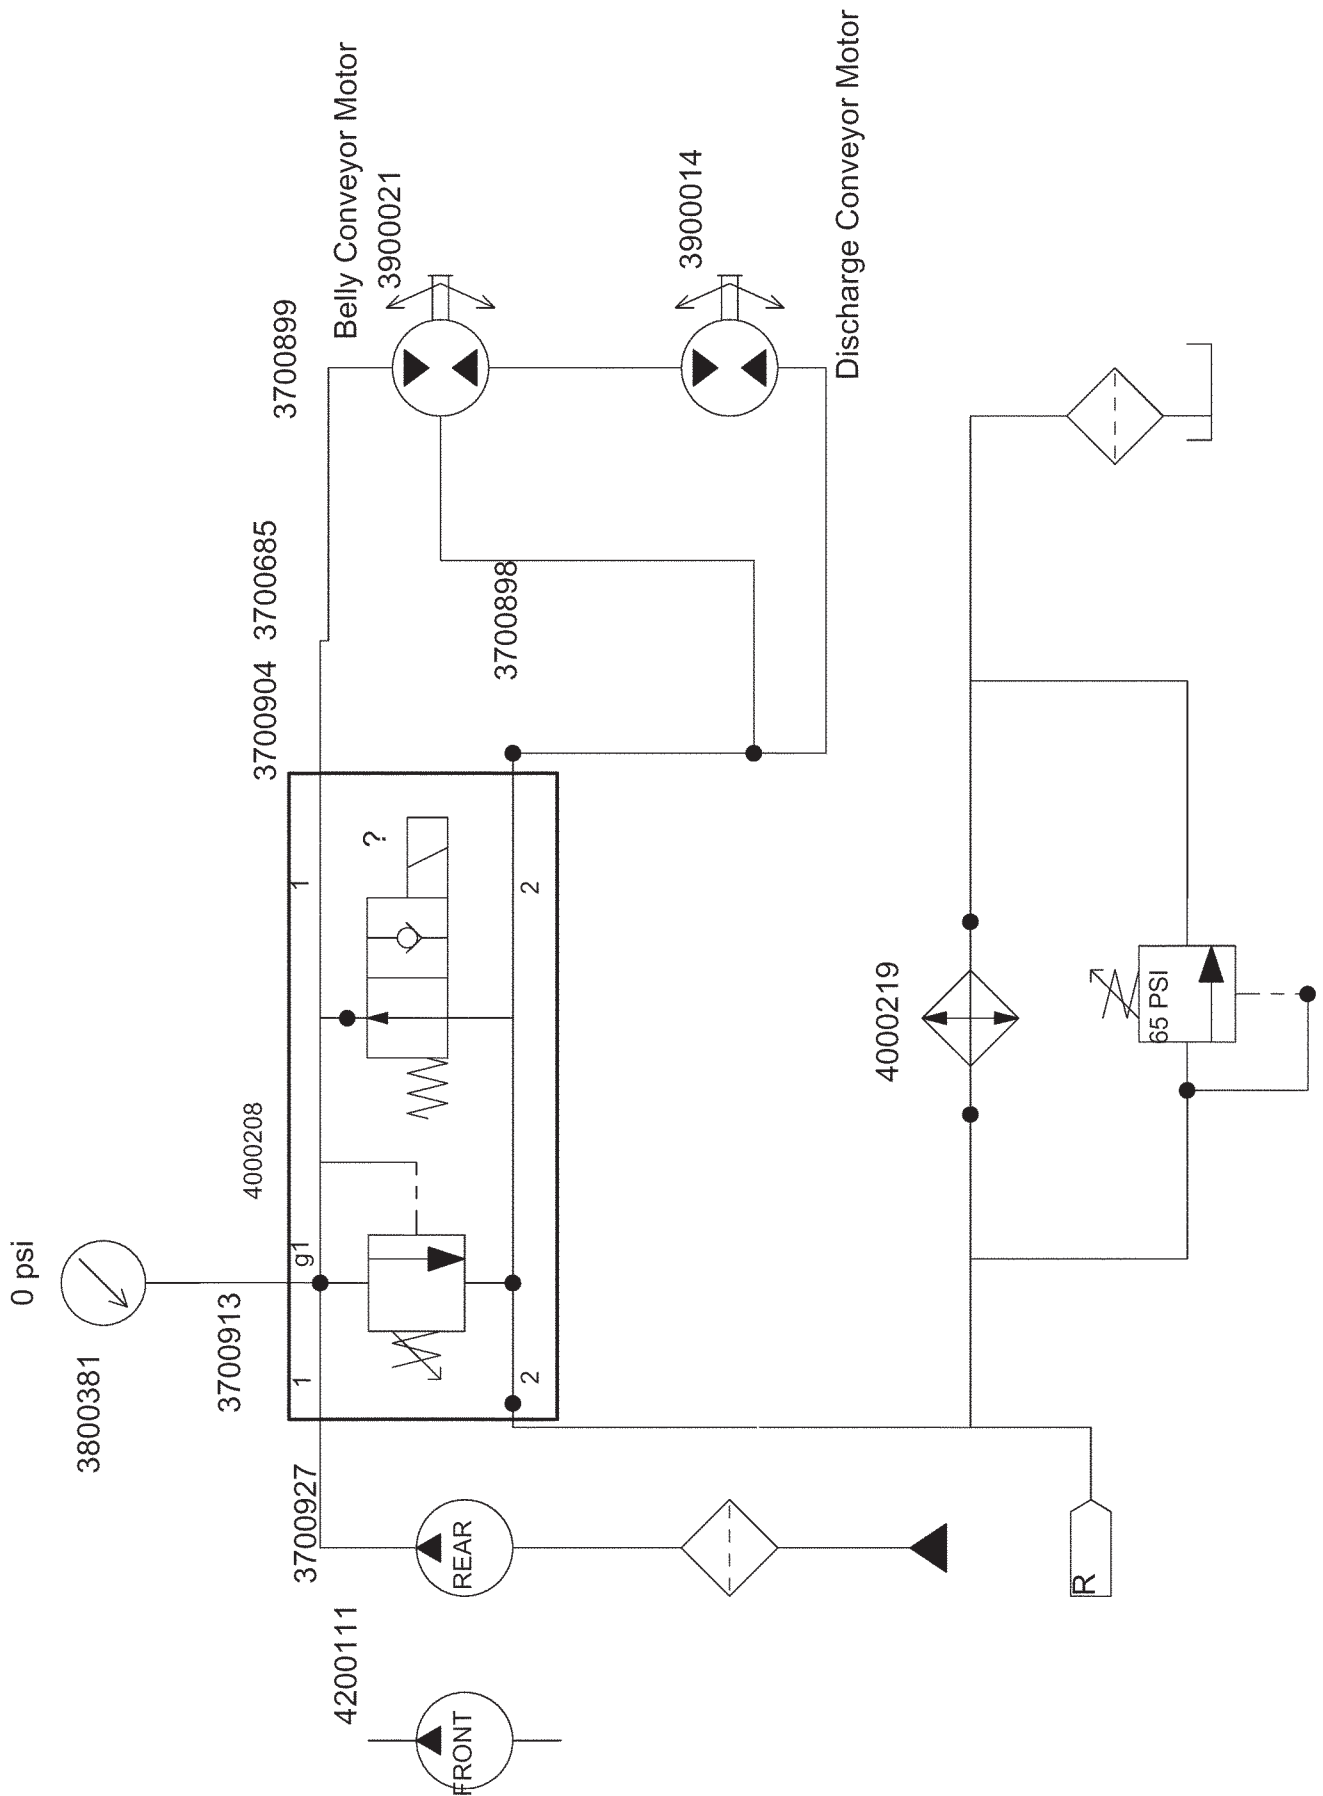 0 psi
3800381
3700913
g1
4000208
3700904
3700685
3700899
Belly Conveyor Motor
3900021
3900014
Discharge Conveyor Motor
3700898
1
1
?
2
2
3700927
4200111
FRONT
REAR
4000219
65 PSI
R